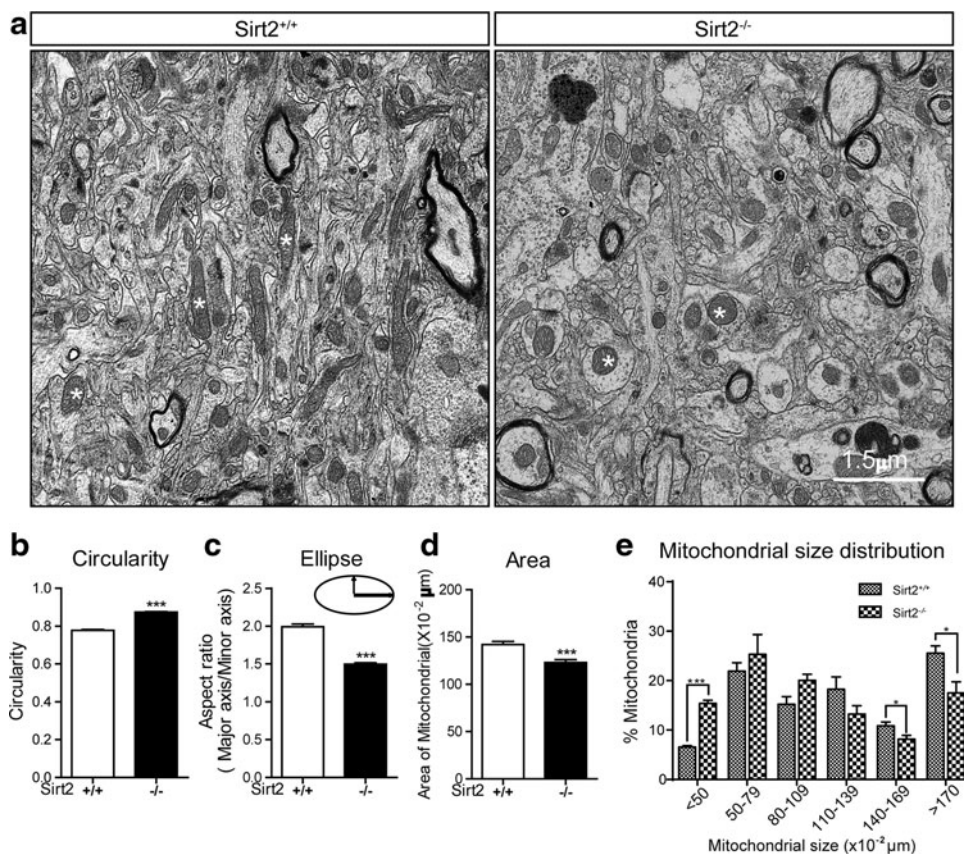 a
Sirt2+/+
Sirt2-/-
*
*
*
*
*
1.5μm
b
Circularity
Circularity
1.0
0.8
0.6
0.4
0.2
0.0
***
Sirt2 +/+ -/-
c
Ellipse
Aspect ratio
( Major axis/Minor axis)
2.5
2.0
1.5
1.0
0.5
0.0
***
Sirt2 +/+ -/-
d
Area
Area of Mitochondrial(X10-2 μm)
200
150
100
50
0
***
Sirt2 +/+ -/-
e
Mitochondrial size distribution
% Mitochondria
40
30
20
10
0
Sirt2+/+
Sirt2-/-
***
*
*
<50
50-79
80-109
110-139
140-169
>170
Mitochondrial size (x10-2 μm)